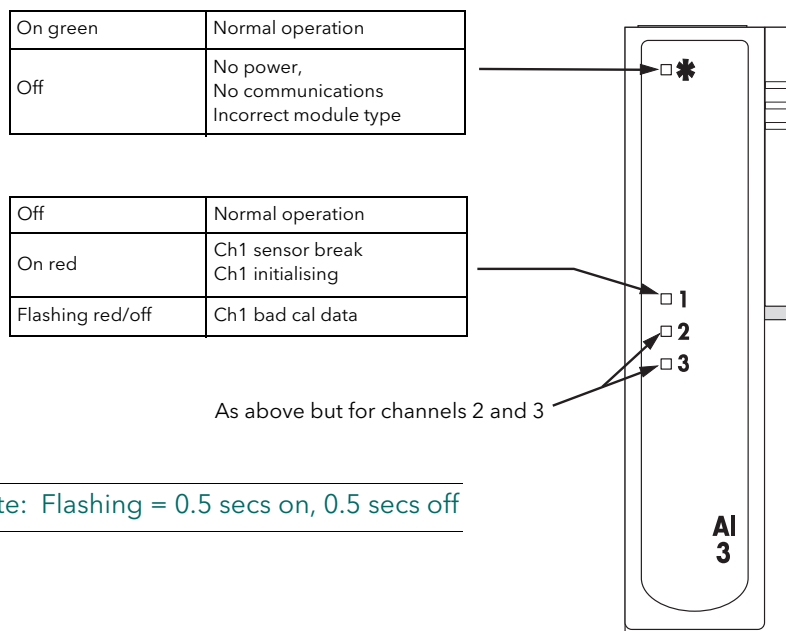 On green Normal operation
Off No power,
No communications
Incorrect module type
✱
Off Normal operation
On red Ch1 sensor break
Ch1 initialising
Flashing red/off Ch1 bad cal data
1
2
3
As above but for channels 2 and 3
te: Flashing = 0.5 secs on, 0.5 secs off
AI
3